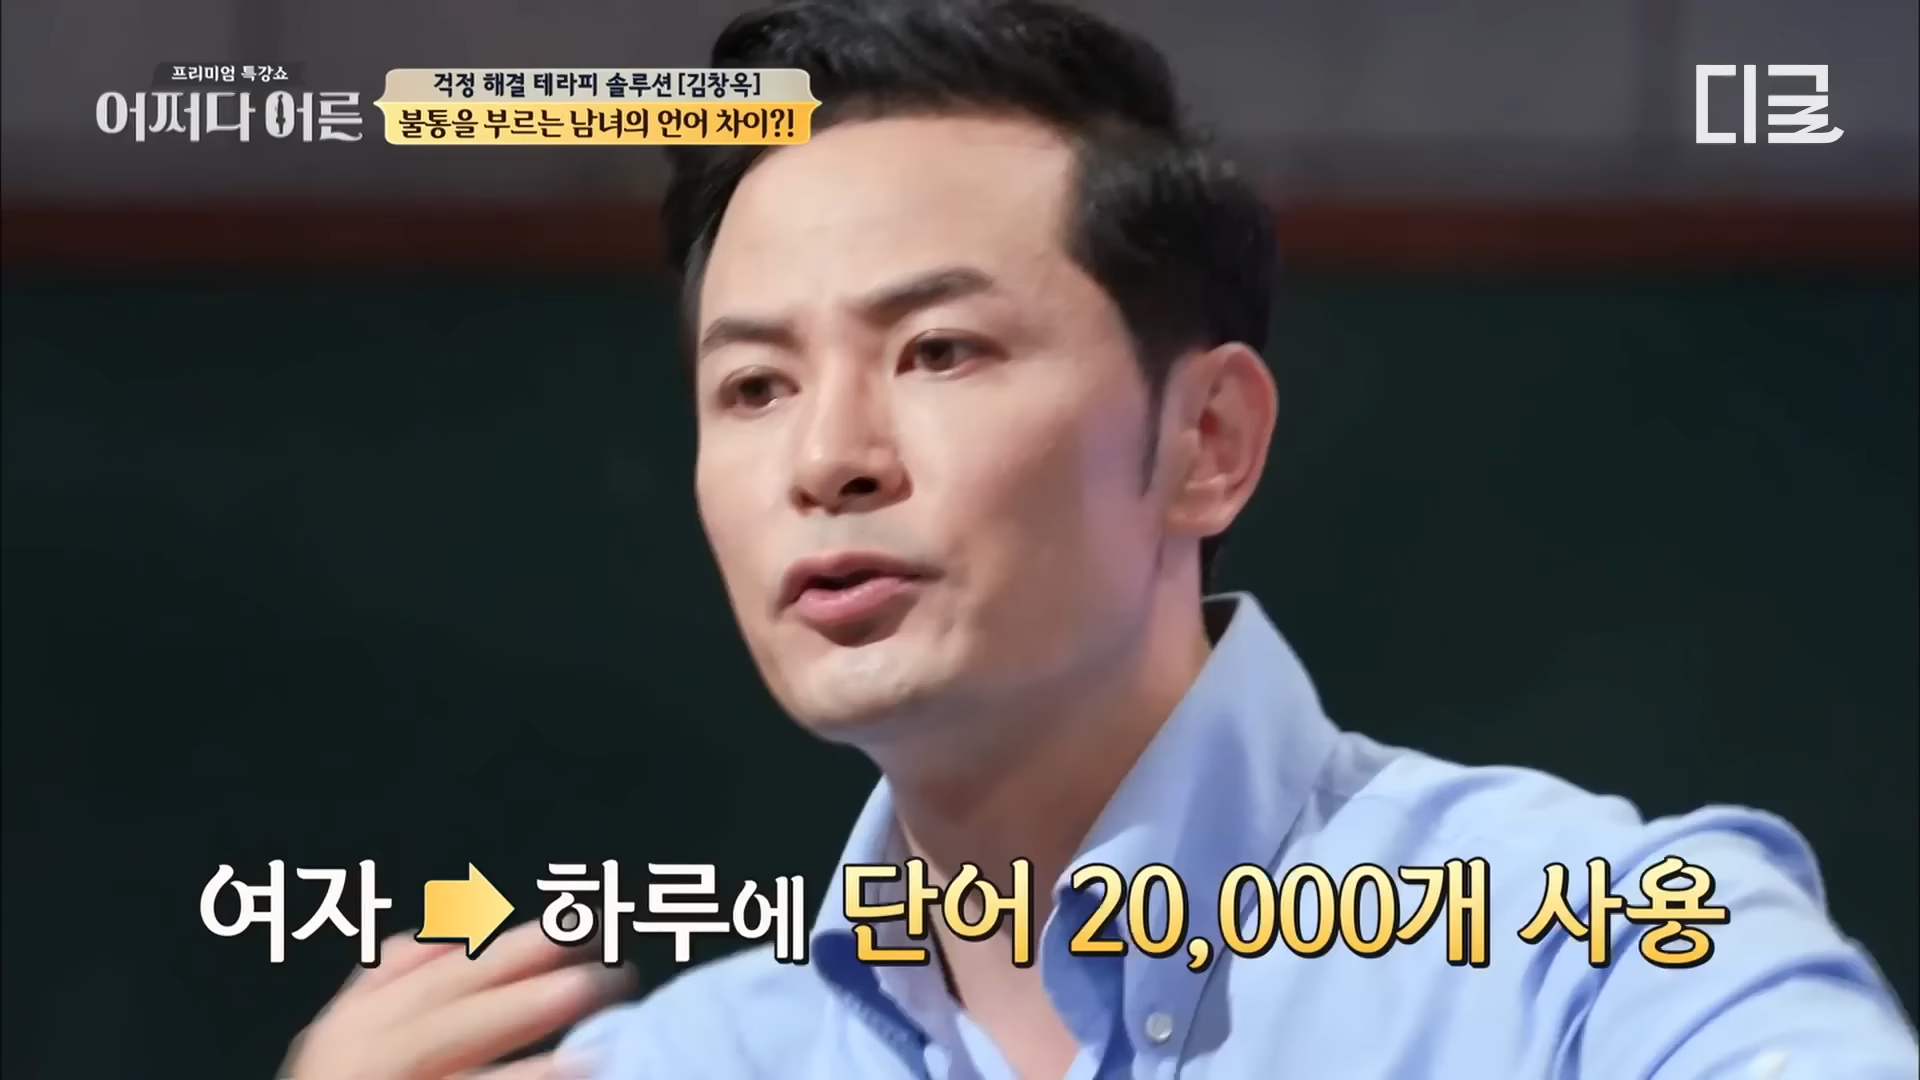 프리미엄 특강쇼
어쩌다 어른
걱정 해결 테라피 솔루션 [김창옥]
불통을 부르는 남녀의 언어 차이?!
디글
여자 → 하루에 단어 20,000개 사용